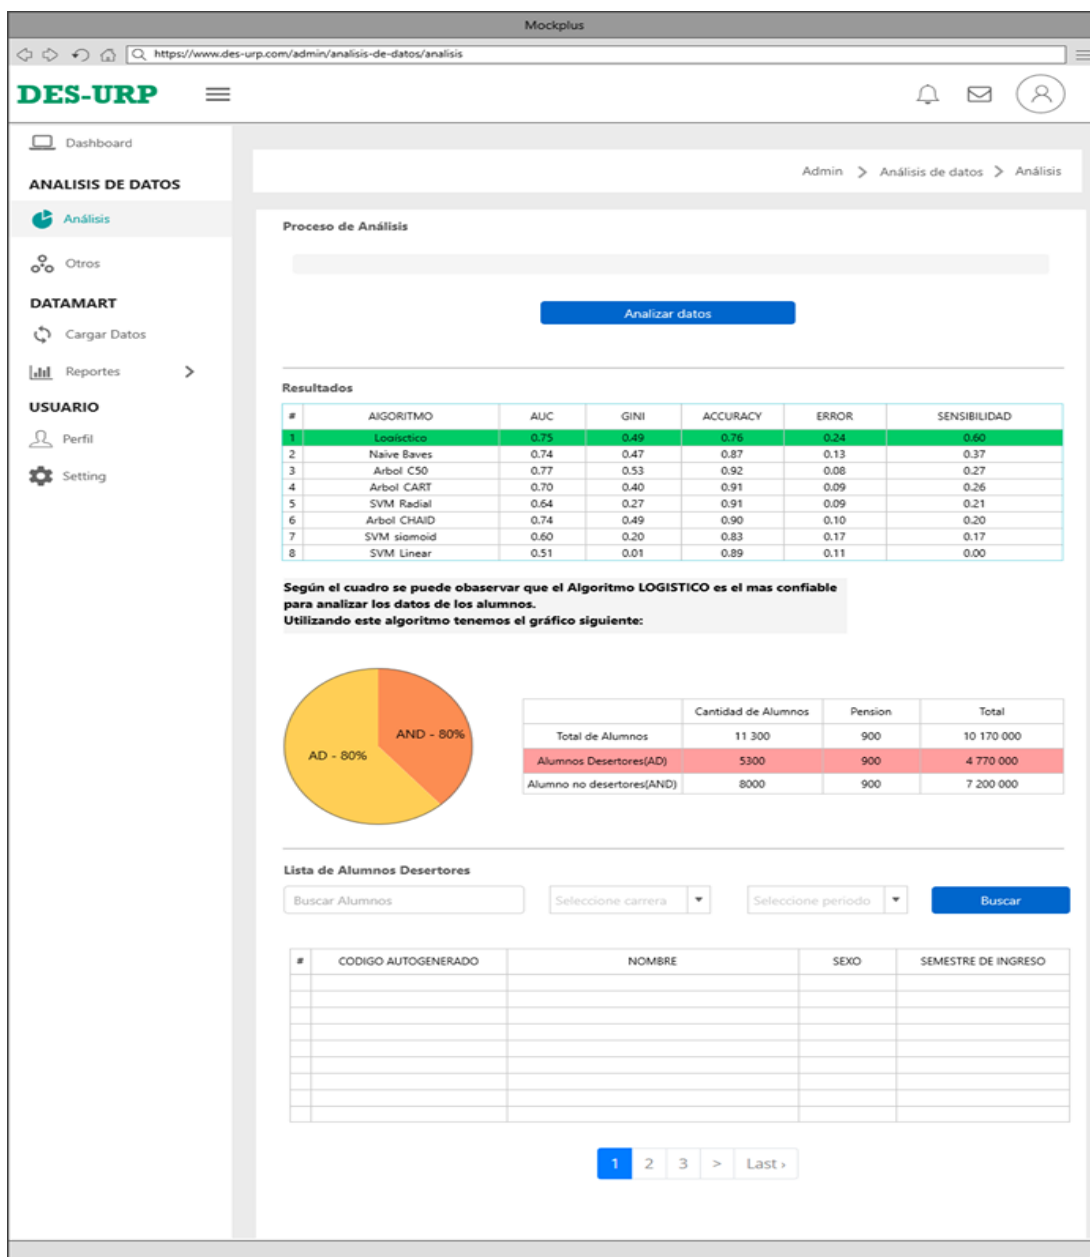 Mockplus
https://www.des-urp.com/admin/analisis-de-datos/analisis
DES-URP
Dashboard
ANALISIS DE DATOS
Análisis
Otros
DATAMART
Cargar Datos
Reportes
USUARIO
Perfil
Setting
Admin > Análisis de datos > Análisis
Proceso de Análisis
Analizar datos
Resultados
# AlGORITMO AUC GINI ACCURACY ERROR SENSIBILIDAD
1 Logísctico 0.75 0.49 0.76 0.24 0.60
2 Naive Bayes 0.74 0.47 0.87 0.13 0.37
3 Arbol C50 0.77 0.53 0.92 0.08 0.27
4 Arbol CART 0.70 0.40 0.91 0.09 0.26
5 SVM Radial 0.64 0.27 0.91 0.09 0.21
6 Arbol CHAID 0.74 0.49 0.90 0.10 0.20
7 SVM sigmoid 0.60 0.20 0.83 0.17 0.17
8 SVM Linear 0.51 0.01 0.89 0.11 0.00
Según el cuadro se puede obaservar que el Algoritmo LOGISTICO es el mas confiable
para analizar los datos de los alumnos.
Utilizando este algoritmo tenemos el gráfico siguiente:
AND - 80%
AD - 80%
Cantidad de Alumnos Pension Total
Total de Alumnos 11 300 900 10 170 000
Alumnos Desertores(AD) 5300 900 4 770 000
Alumno no desertores(AND) 8000 900 7 200 000
Lista de Alumnos Desertores
Buscar Alumnos Seleccione carrera Seleccione periodo Buscar
# CODIGO AUTOGENERADO NOMBRE SEXO SEMESTRE DE INGRESO
1 2 3 > Last ›